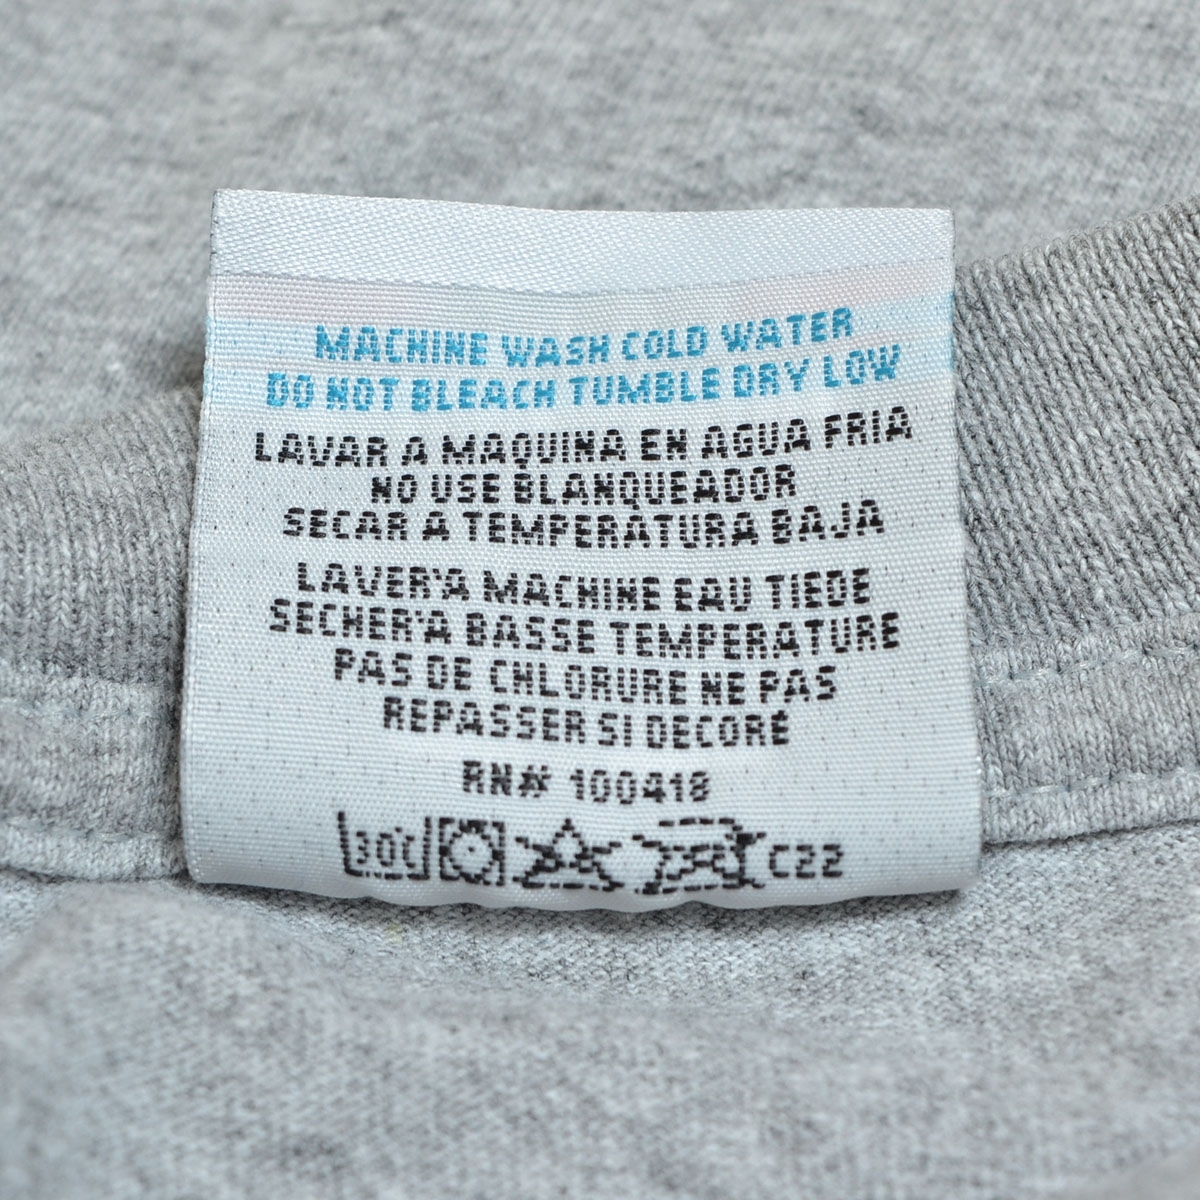 MACHINE WASH COLD WATER
DO NOT BLEACH TUMBLE DRY LOW
LAVAR A MAQUINA EN AGUA FRIA
NO USE BLANQUEADOR
SECAR A TEMPERATURA BAJA
LAVER'A MACHINE EAU TIEDE
SECHER'A BASSE TEMPERATURE
PAS DE CHLORURE NE PAS
REPASSER SI DECORÉ
RN# 100418
30°C C22